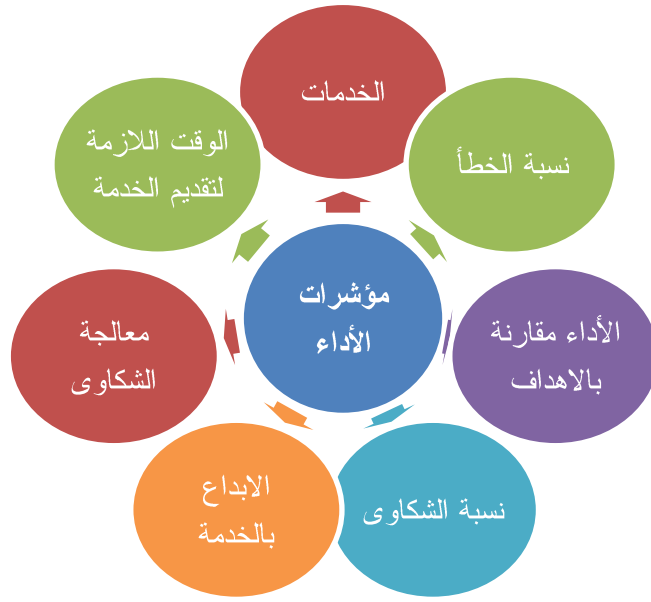 الخدمات
نسبة الخطأ
الوقت اللازمة
لتقديم الخدمة
مؤشرات
الأداء
الأداء مقارنة
بالاهداف
معالجة
الشكاوى
نسبة الشكاوى
الابداع
بالخدمة